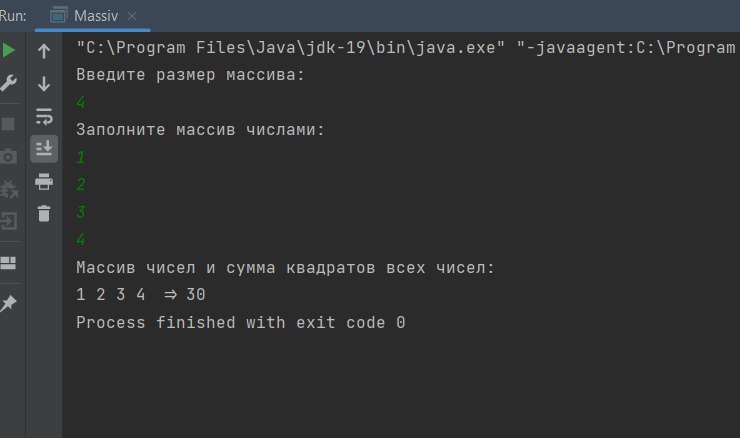 Run: Massiv
"C:\Program Files\Java\jdk-19\bin\java.exe" "-javaagent:C:\Program
Введите размер массива:
4
Заполните массив числами:
1
2
3
4
Массив чисел и сумма квадратов всех чисел:
1 2 3 4  => 30
Process finished with exit code 0